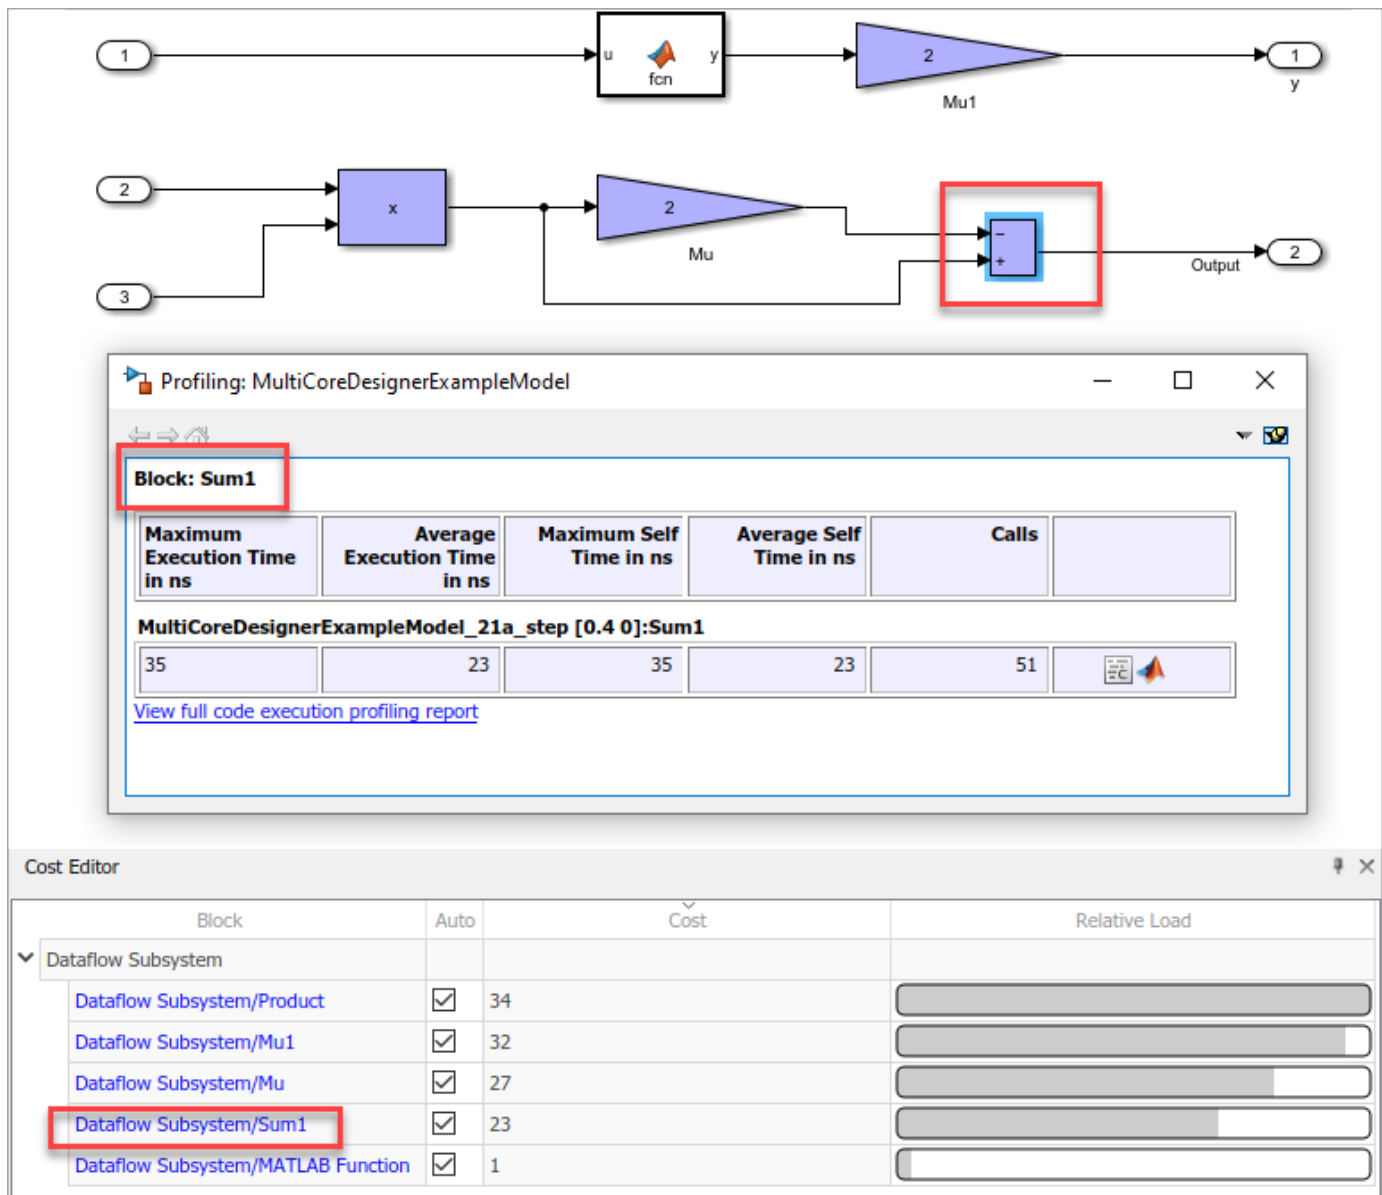 1
u
y
fcn
2
Mu1
1
y
2
x
2
Mu
−
+
Output
2
3
Profiling: MultiCoreDesignerExampleModel
Block: Sum1
Maximum Execution Time in ns
Average Execution Time in ns
Maximum Self Time in ns
Average Self Time in ns
Calls
MultiCoreDesignerExampleModel_21a_step [0.4 0]:Sum1
35 23 35 23 51
View full code execution profiling report
Cost Editor
Block Auto Cost Relative Load
Dataflow Subsystem
Dataflow Subsystem/Product 34
Dataflow Subsystem/Mu1 32
Dataflow Subsystem/Mu 27
Dataflow Subsystem/Sum1 23
Dataflow Subsystem/MATLAB Function 1